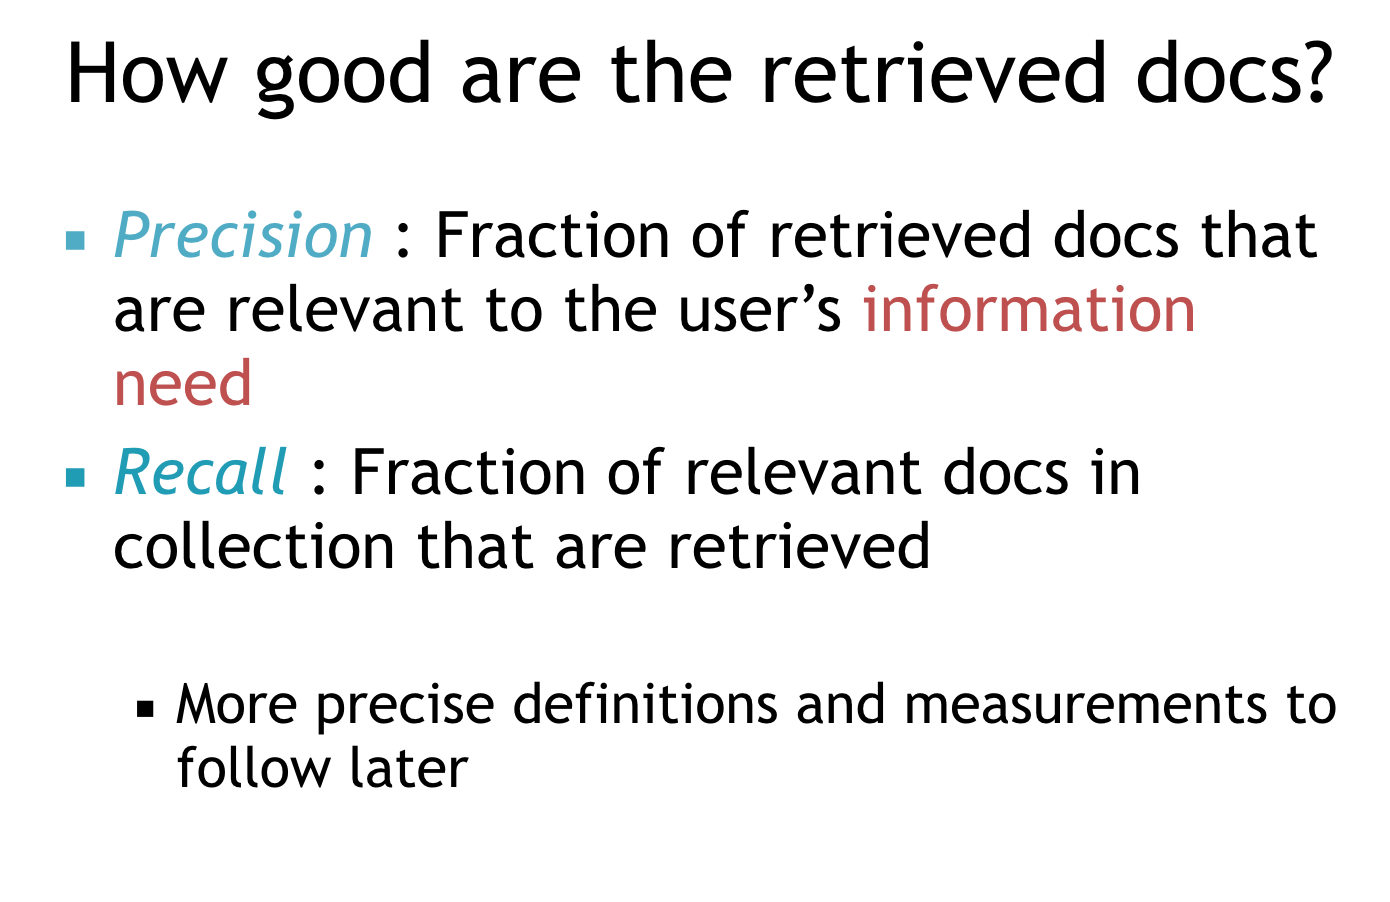 How good are the retrieved docs?
▪ Precision : Fraction of retrieved docs that
are relevant to the user’s information
need
▪ Recall : Fraction of relevant docs in
collection that are retrieved
▪ More precise definitions and measurements to
follow later